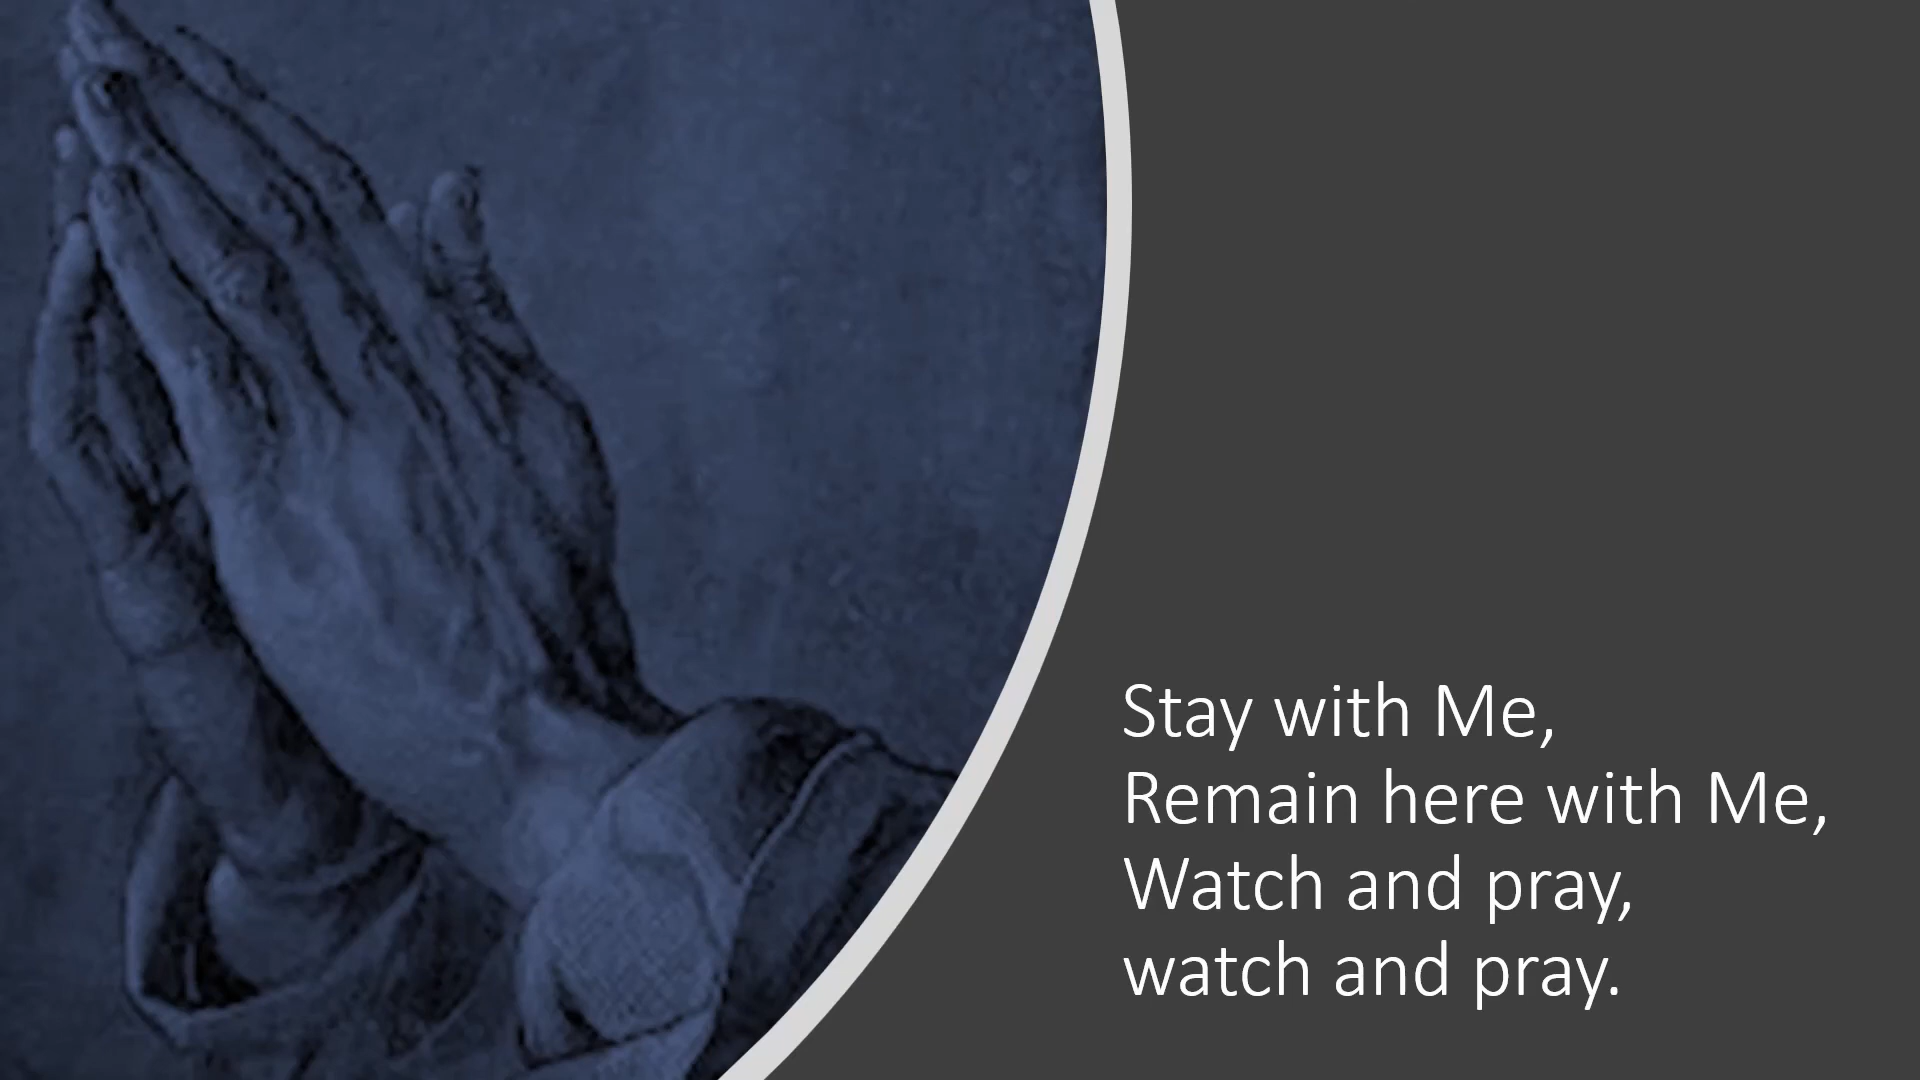 Stay with Me,
Remain here with Me,
Watch and pray,
watch and pray.